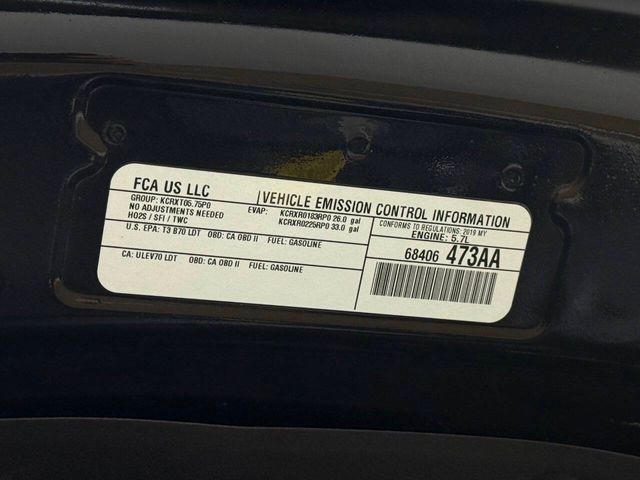 FCA US LLC
VEHICLE EMISSION CONTROL INFORMATION
GROUP: KCRXT05.75P0
NO ADJUSTMENTS NEEDED
HO2S / SFI / TWC
EVAP: KCRXR0183RP0 26.0 gal
KCRXR0225RP0 33.0 gal
CONFORMS TO REGULATIONS: 2019 MY
ENGINE: 5.7L
U.S. EPA: T3 B70 LDT OBD: CA OBD II FUEL: GASOLINE
CA: ULEV70 LDT OBD: CA OBD II FUEL: GASOLINE
68406 473AA